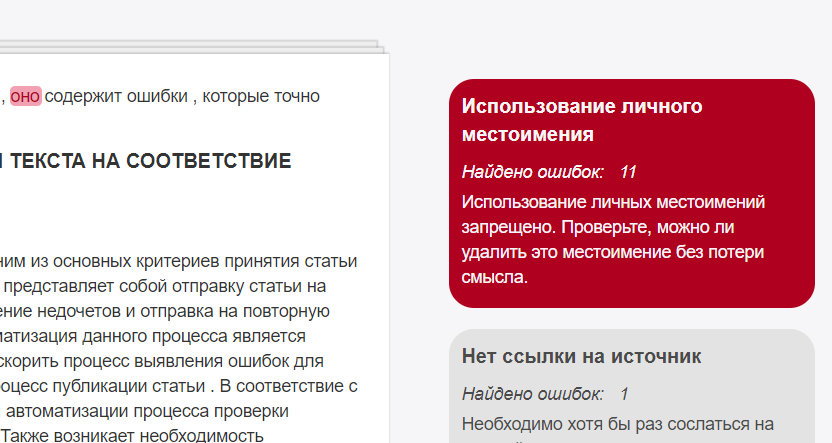 , оно содержит ошибки , которые точно
ТЕКСТА НА СООТВЕТСТВИЕ
ним из основных критериев принятия статьи
представляет собой отправку статьи на
ение недочетов и отправка на повторную
матизация данного процесса является
скорить процесс выявления ошибок для
оцесс публикации статьи . В соответствие с
автоматизации процесса проверки
Также возникает необходимость
Использование личного
местоимения
Найдено ошибок: 11
Использование личных местоимений
запрещено. Проверьте, можно ли
удалить это местоимение без потери
смысла.
Нет ссылки на источник
Найдено ошибок: 1
Необходимо хотя бы раз сослаться на